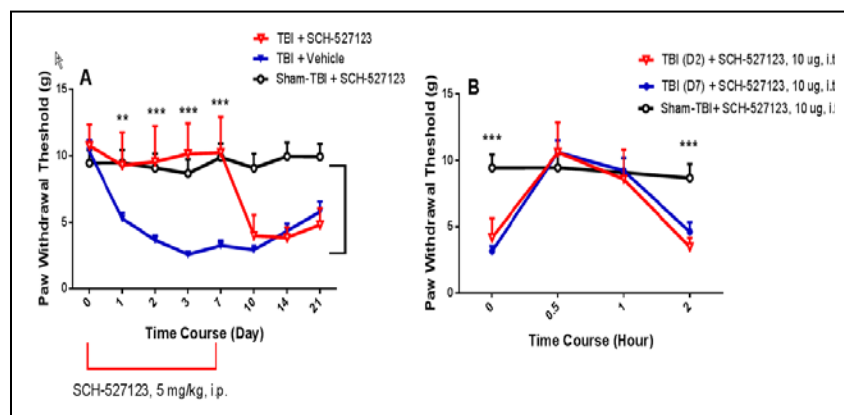 TBI + SCH-527123
TBI + Vehicle
Sham-TBI + SCH-527123
A
Paw Withdrawal Theshold (g)
15
10
5
0
** *** *** ***
0 1 2 3 7 10 14 21
Time Course (Day)
SCH-527123, 5 mg/kg, i.p.
TBI (D2) + SCH-527123, 10 ug, i.t
TBI (D7) + SCH-527123, 10 ug, i.t
Sham-TBI+ SCH-527123, 10 ug, i.
B
Paw Withdrawal Threshold (g)
15
10
5
0
*** ***
0 0.5 1 2
Time Course (Hour)